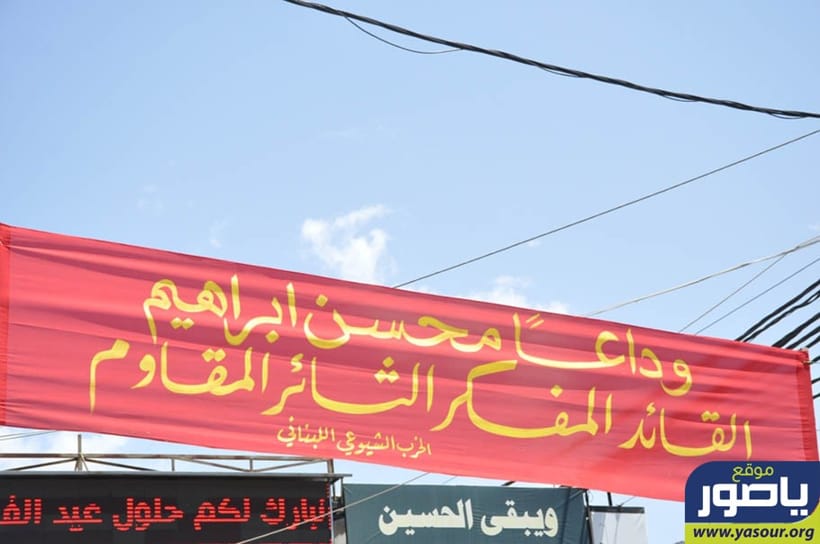 وداعاً محسن ابراهيم
القائد المفكر الثائر المقاوم
الحزب الشيوعي اللبناني
نبارك لكم حلول عيد
ويبقى الحسين
موقع
ياصور
www.yasour.org